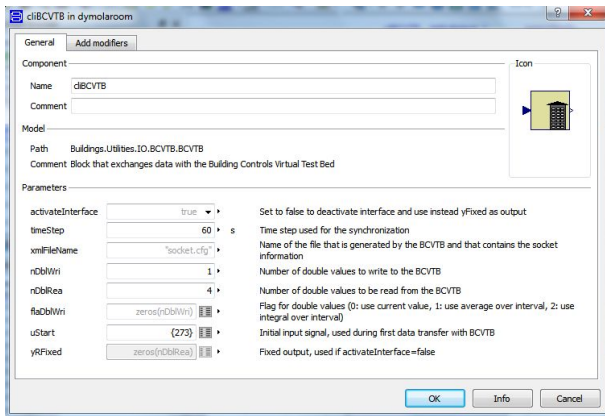 cliBCVTB in dymolaroom
General Add modifiers
Component
Icon
Name cliBCVTB
Comment
Model
Path Buildings.Utilities.IO.BCVTB.BCVTB
Comment Block that exchanges data with the Building Controls Virtual Test Bed
Parameters
activateInterface true Set to false to deactivate interface and use instead yFixed as output
timeStep 60 s Time step used for the synchronization
xmlFileName "socket.cfg" Name of the file that is generated by the BCVTB and that contains the socket
information
nDblWri 1 Number of double values to write to the BCVTB
nDblRea 4 Number of double values to be read from the BCVTB
flaDblWri zeros(nDblWri) Flag for double values (0: use current value, 1: use average over interval, 2: use
integral over interval)
uStart {273} Initial input signal, used during first data transfer with BCVTB
yRFixed zeros(nDblRea) Fixed output, used if activateInterface=false
OK Info Cancel